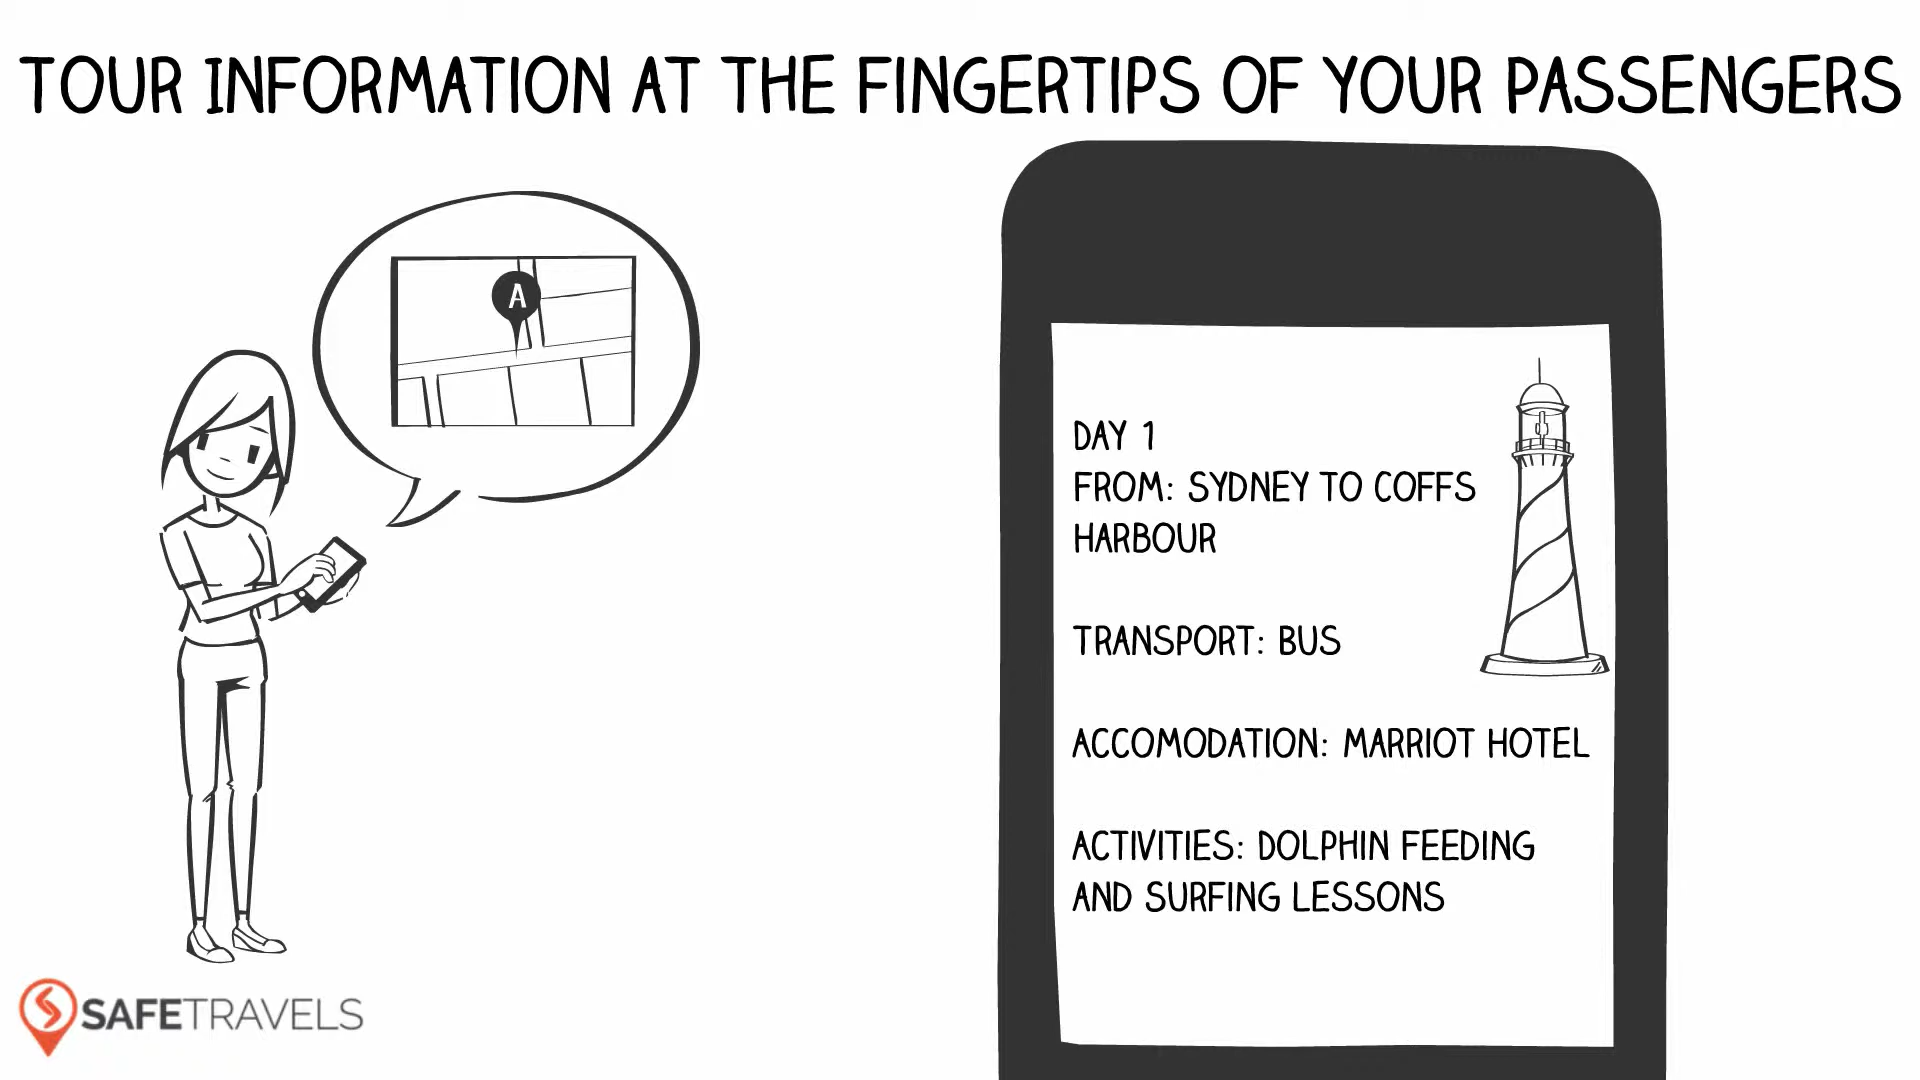 TOUR INFORMATION AT THE FINGERTIPS OF YOUR PASSENGERS
A
DAY 1
FROM: SYDNEY TO COFFS
HARBOUR
TRANSPORT: BUS
ACCOMODATION: MARRIOT HOTEL
ACTIVITIES: DOLPHIN FEEDING
AND SURFING LESSONS
SAFETRAVELS